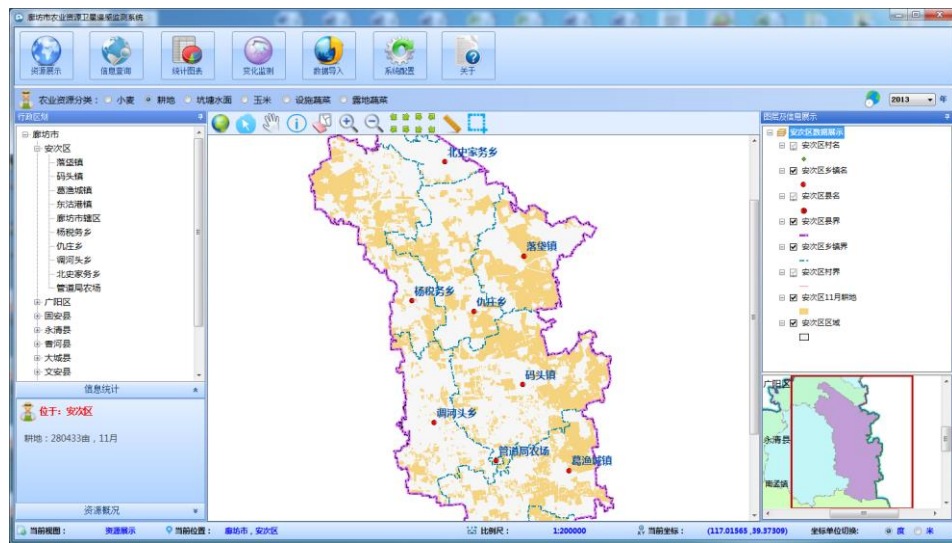 廊坊市农业资源卫星遥感监测系统
资源展示 信息查询 统计图表 变化监测 数据导入 系统配置 关于
农业资源分类： 小麦 耕地 坑塘水面 玉米 设施蔬菜 露地蔬菜 2013 年
行政区划
廊坊市
安次区
落垡镇
码头镇
葛渔城镇
东沽港镇
廊坊市辖区
杨税务乡
仇庄乡
调河头乡
北史家务乡
管道局农场
广阳区
固安县
永清县
香河县
大城县
文安县
信息统计
位于：安次区
耕地：280433亩，11月
资源概况
北史家务乡
落垡镇
杨税务乡
仇庄乡
码头镇
调河头乡
管道局农场
葛渔城镇
图层及信息展示
安次区数据展示
安次区村名
安次区乡镇名
安次区县名
安次区县界
安次区乡镇界
安次区村界
安次区11月耕地
安次区区域
广阳区
永清县
南孟镇
当前视图： 资源展示 当前位置： 廊坊市，安次区 比例尺： 1:200000 当前坐标： (117.01565 ,39.37309) 坐标单位切换： 度 米